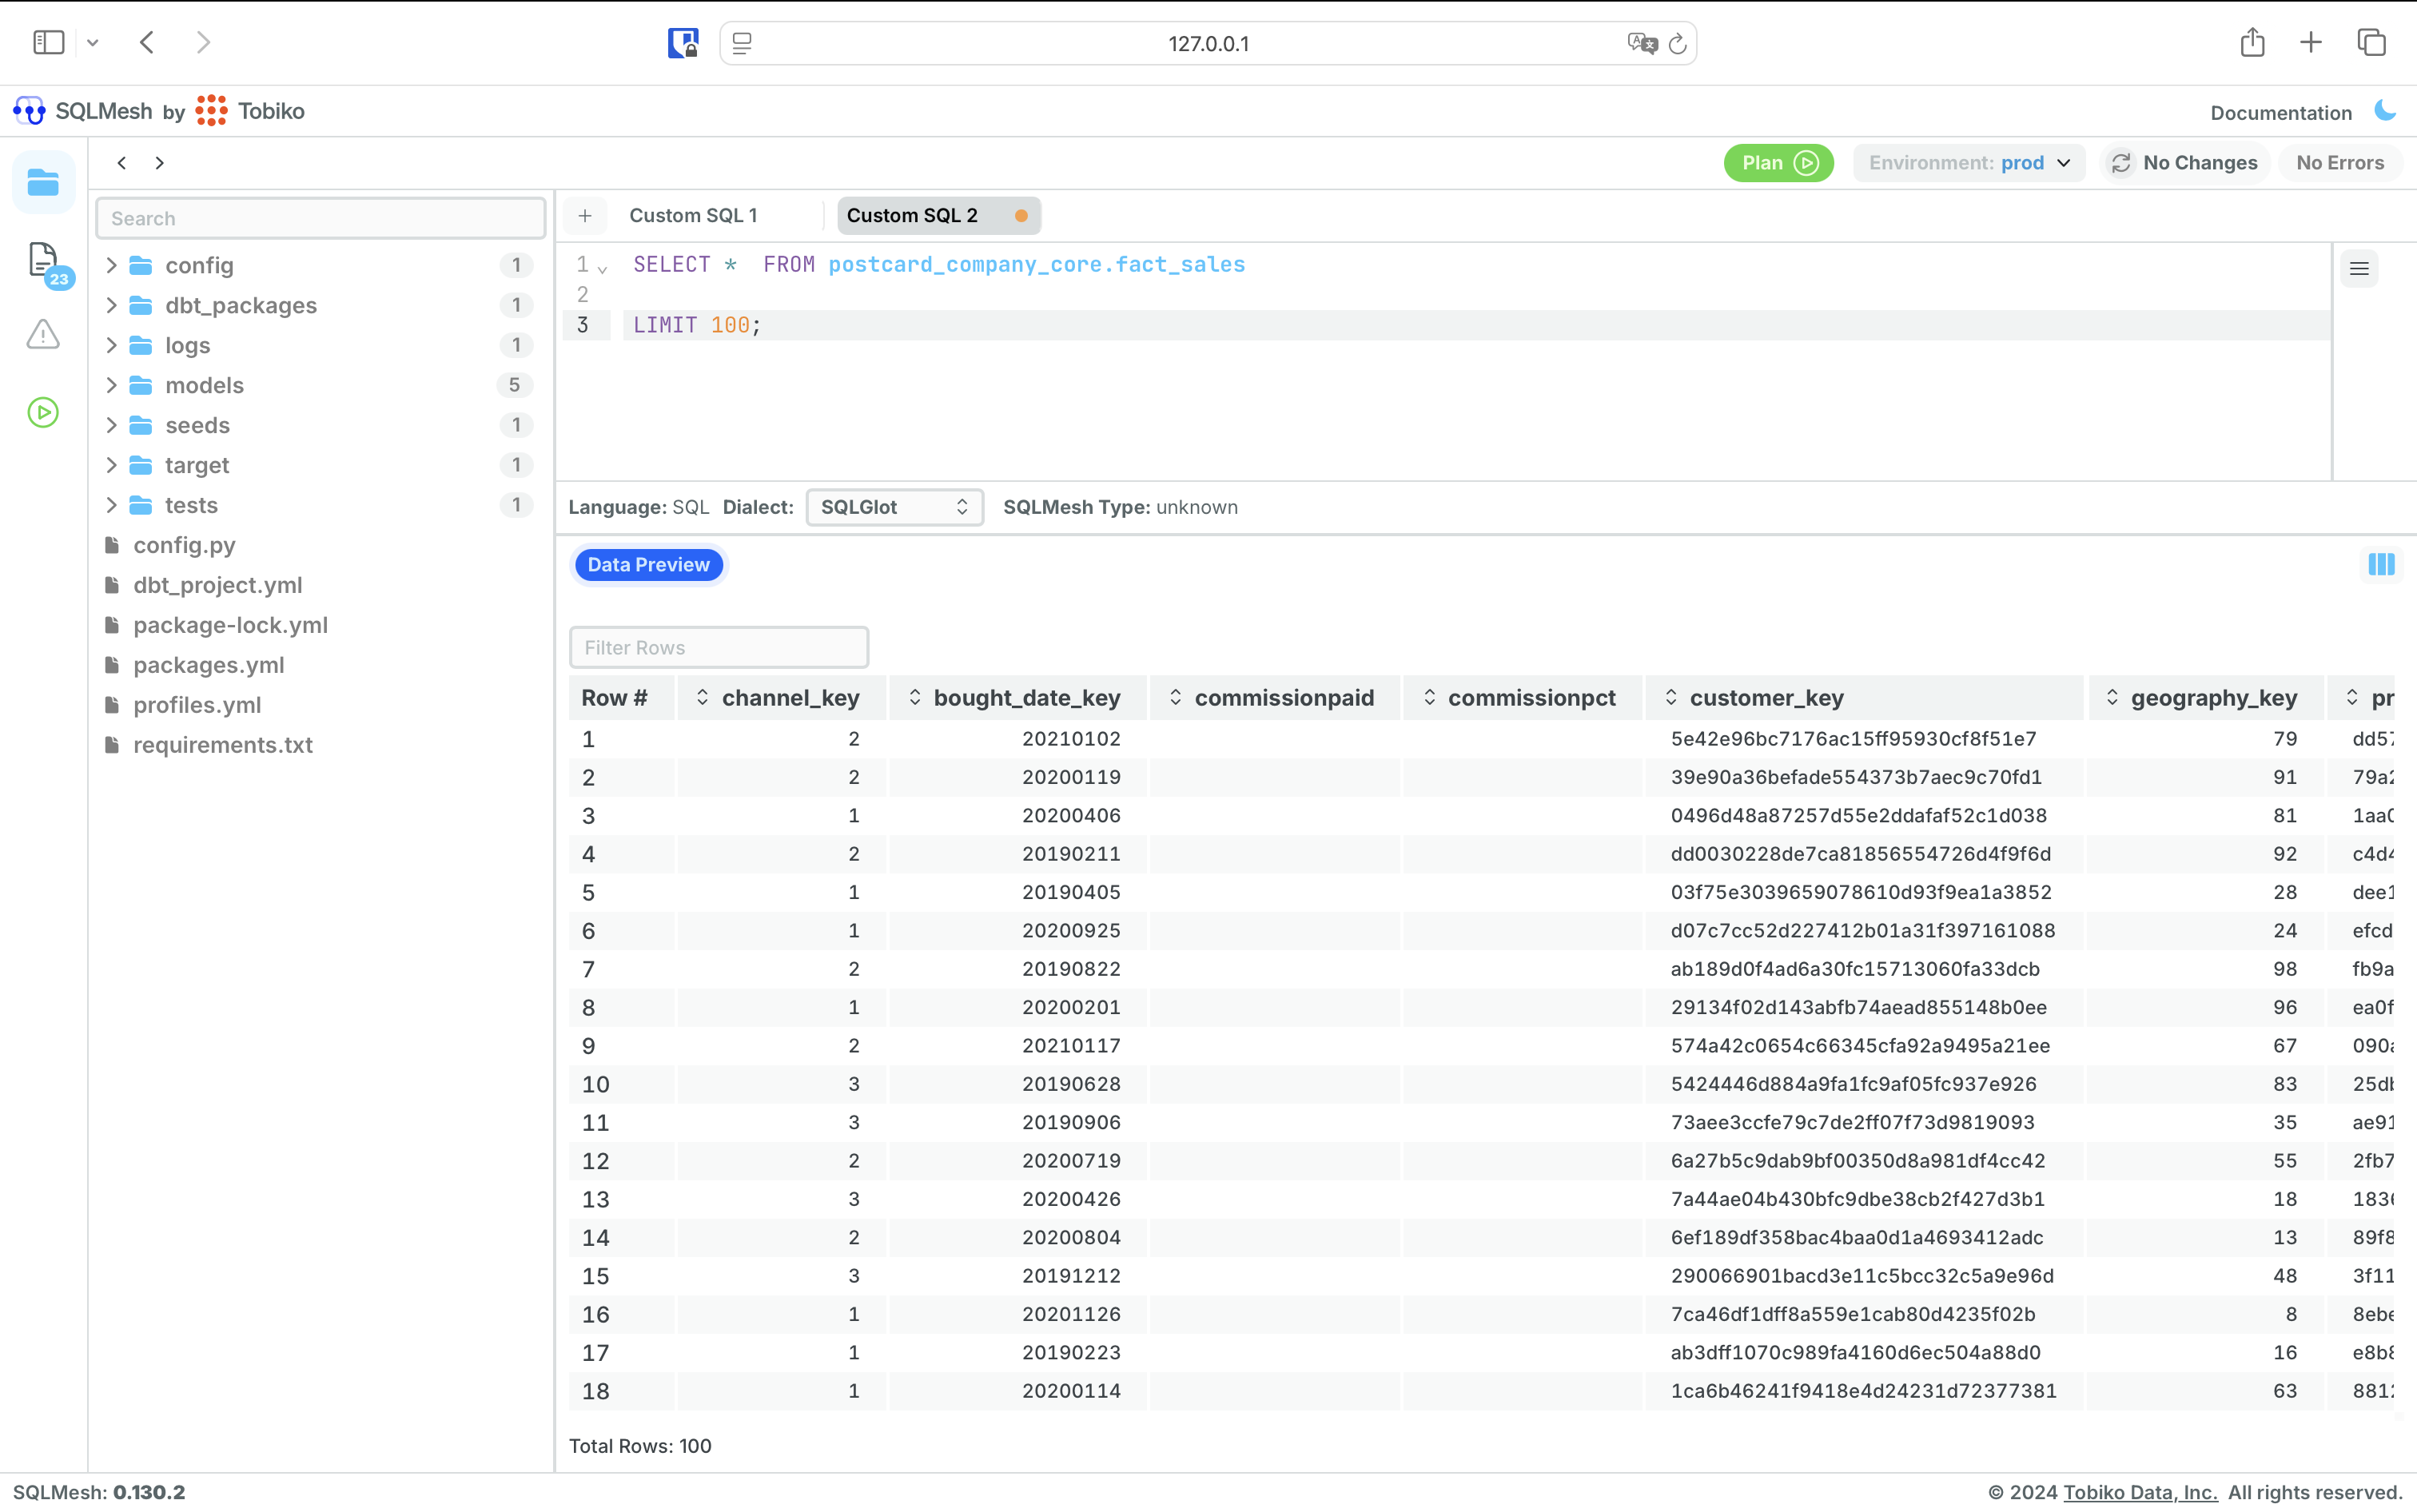 127.0.0.1
SQLMesh by Tobiko
Documentation
Plan
Environment: prod
No Changes
No Errors
23
Search
config 1
dbt_packages 1
logs 1
models 5
seeds 1
target 1
tests 1
config.py
dbt_project.yml
package-lock.yml
packages.yml
profiles.yml
requirements.txt
+ Custom SQL 1 Custom SQL 2
1 SELECT * FROM postcard_company_core.fact_sales
2
3 LIMIT 100;
Language: SQL Dialect: SQLGlot SQLMesh Type: unknown
Data Preview
Filter Rows
Row # channel_key bought_date_key commissionpaid commissionpct customer_key geography_key pr
1 2 20210102 5e42e96bc7176ac15ff95930cf8f51e7 79 dd57
2 2 20200119 39e90a36befade554373b7aec9c70fd1 91 79a2
3 1 20200406 0496d48a87257d55e2ddafaf52c1d038 81 1aa0
4 2 20190211 dd0030228de7ca81856554726d4f9f6d 92 c4d4
5 1 20190405 03f75e3039659078610d93f9ea1a3852 28 dee1
6 1 20200925 d07c7cc52d227412b01a31f397161088 24 efcd
7 2 20190822 ab189d0f4ad6a30fc15713060fa33dcb 98 fb9a
8 1 20200201 29134f02d143abfb74aead855148b0ee 96 ea0f
9 2 20210117 574a42c0654c66345cfa92a9495a21ee 67 090
10 3 20190628 5424446d884a9fa1fc9af05fc937e926 83 25d
11 3 20190906 73aee3ccfe79c7de2ff07f73d9819093 35 ae91
12 2 20200719 6a27b5c9dab9bf00350d8a981df4cc42 55 2fb7
13 3 20200426 7a44ae04b430bfc9dbe38cb2f427d3b1 18 183
14 2 20200804 6ef189df358bac4baa0d1a4693412adc 13 89f8
15 3 20191212 290066901bacd3e11c5bcc32c5a9e96d 48 3f11
16 1 20201126 7ca46df1dff8a559e1cab80d4235f02b 8 8ebe
17 1 20190223 ab3dff1070c989fa4160d6ec504a88d0 16 e8b
18 1 20200114 1ca6b46241f9418e4d24231d72377381 63 881
Total Rows: 100
SQLMesh: 0.130.2
© 2024 Tobiko Data, Inc. All rights reserved.